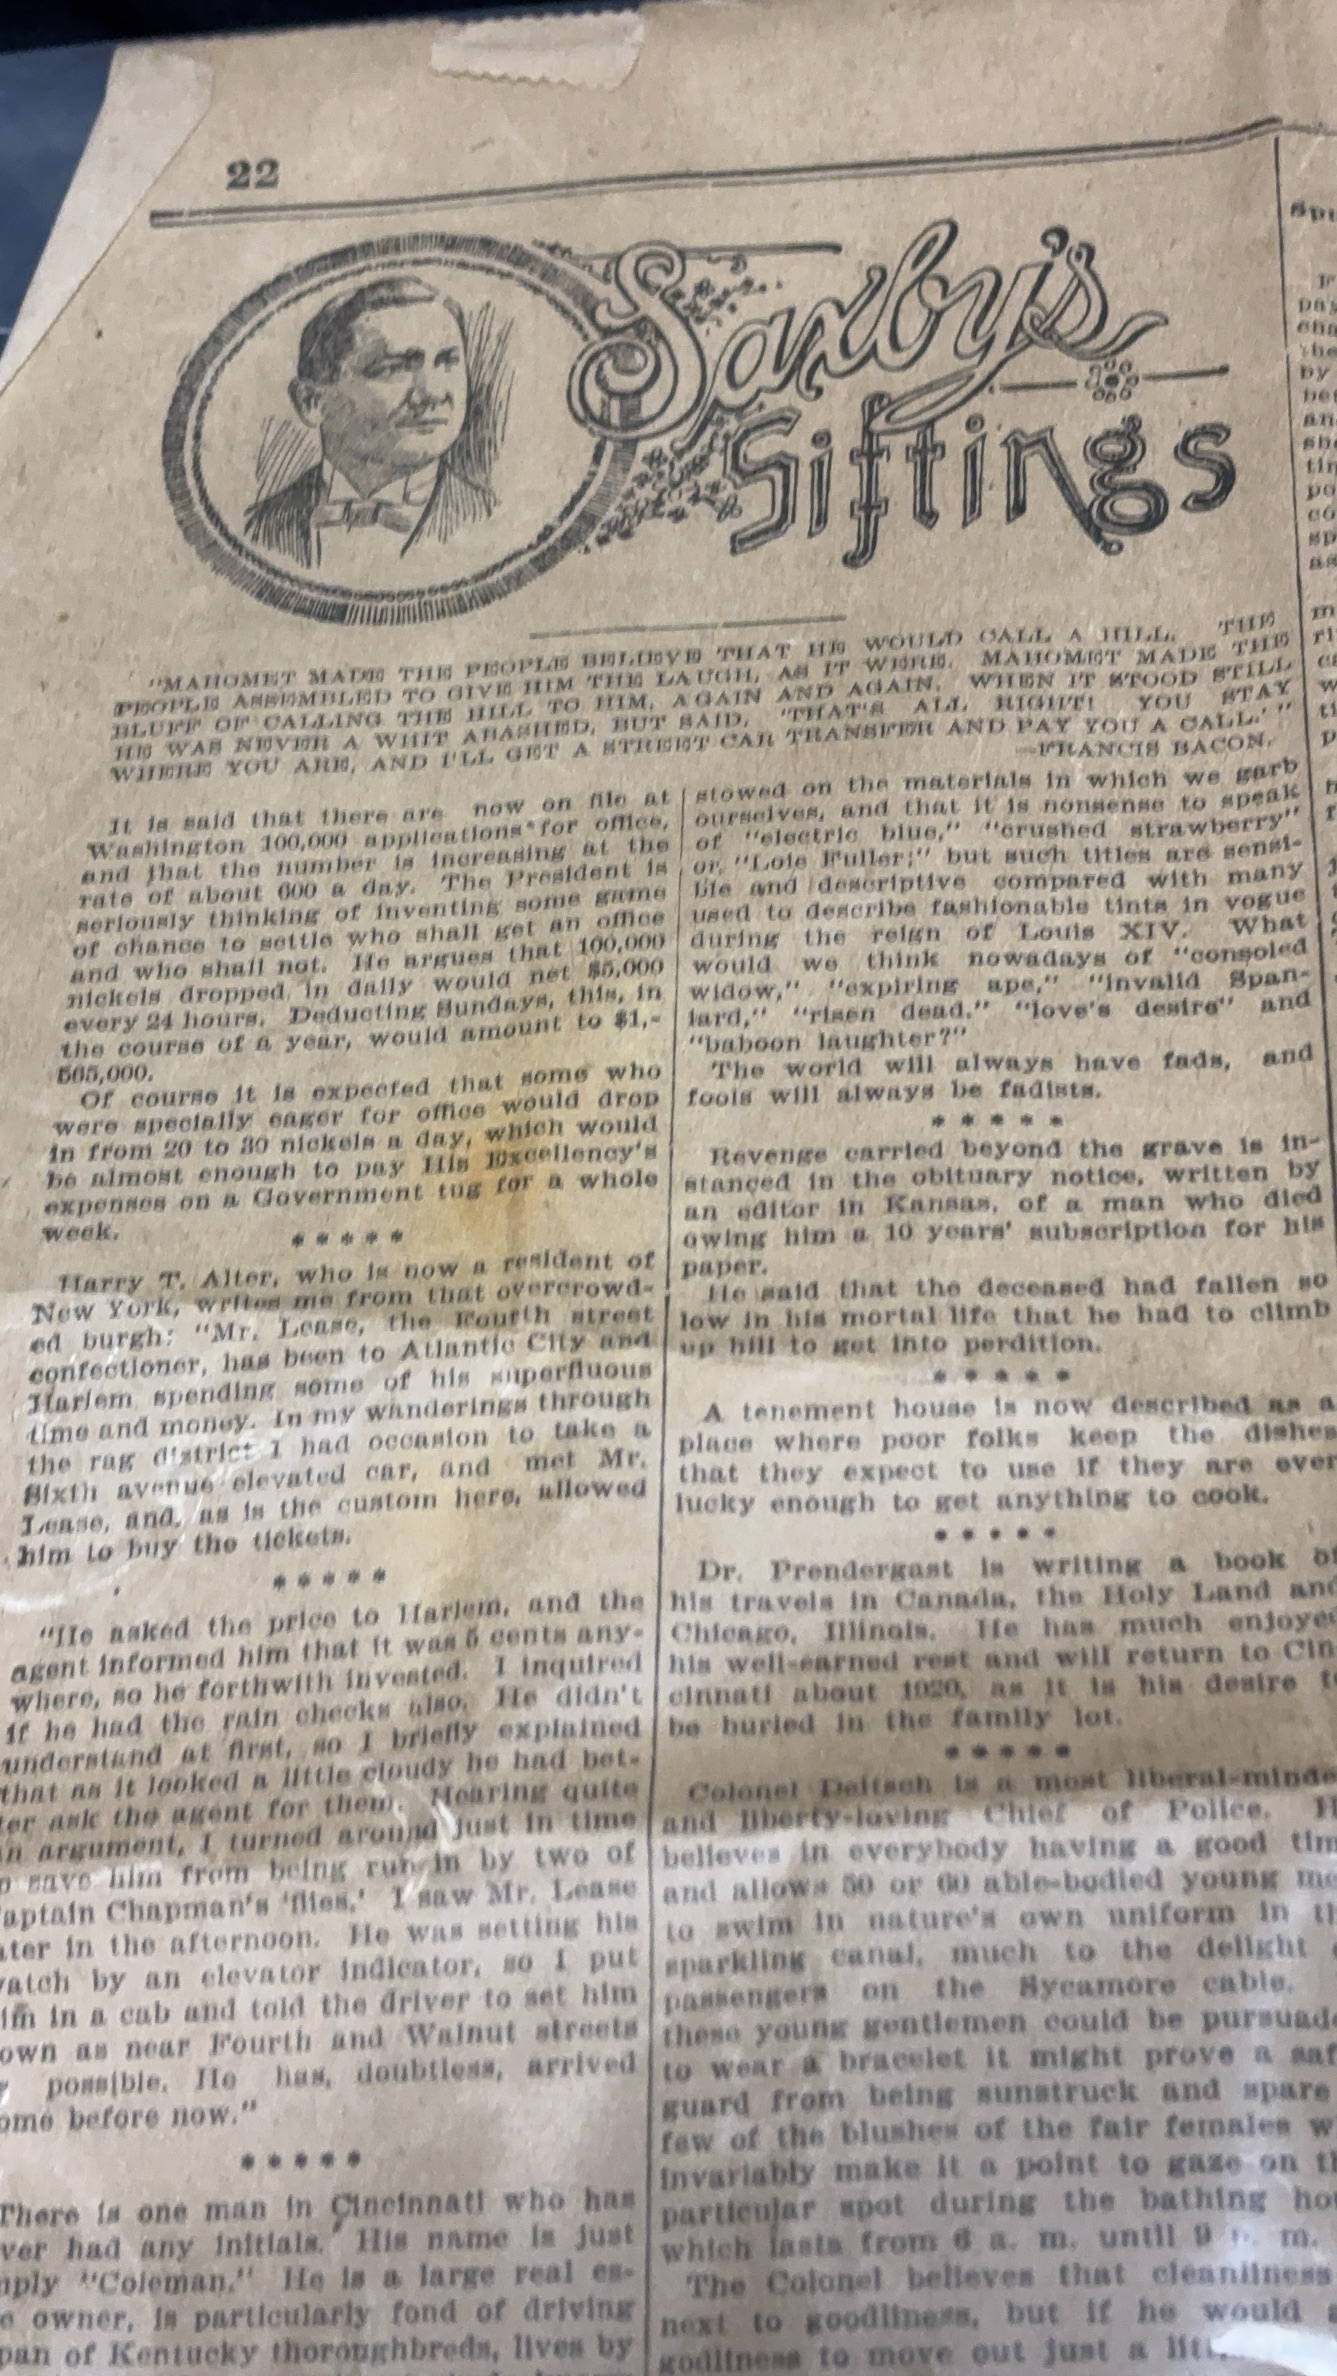 22
Saxby's
Siftings
"MAHOMET MADE THE PEOPLE BELIEVE THAT HE WOULD CALL A HILL. THE
PEOPLE ASSEMBLED TO GIVE HIM THE LAUGH, AS IT WERE. MAHOMET MADE THE
BLUFF OF CALLING THE HILL TO HIM, AGAIN AND AGAIN. WHEN IT STOOD STILL
HE WAS NEVER A WHIT ABASHED, BUT SAID, 'THAT'S ALL RIGHT! YOU STAY
WHERE YOU ARE, AND I'LL GET A STREET CAR TRANSFER AND PAY YOU A CALL.'"
—FRANCIS BACON.
It is said that there are now on file at
Washington 100,000 applications for office,
and that the number is increasing at the
rate of about 600 a day. The President is
seriously thinking of inventing some game
of chance to settle who shall get an office
and who shall not. He argues that 100,000
nickels dropped in daily would net $5,000
every 24 hours. Deducting Sundays, this, in
the course of a year, would amount to $1,-
565,000.
Of course it is expected that some who
were specially eager for office would drop
in from 20 to 30 nickels a day, which would
be almost enough to pay His Excellency's
expenses on a Government tug for a whole
week.
* * * * *
Harry T. Alter, who is now a resident of
New York, writes me from that overcrowd-
ed burgh: "Mr. Lease, the Fourth street
confectioner, has been to Atlantic City and
Harlem spending some of his superfluous
time and money. In my wanderings through
the rag district I had occasion to take a
Sixth avenue elevated car, and met Mr.
Lease, and, as is the custom here, allowed
him to buy the tickets.
* * * * *
"He asked the price to Harlem, and the
agent informed him that it was 5 cents any-
where, so he forthwith invested. I inquired
if he had the rain checks also. He didn't
understand at first, so I briefly explained
that as it looked a little cloudy he had bet-
ter ask the agent for them. Hearing quite
an argument, I turned around just in time
save him from being run in by two of
Captain Chapman's 'flies.' I saw Mr. Lease
later in the afternoon. He was setting his
watch by an elevator indicator, so I put
him in a cab and told the driver to set him
down as near Fourth and Walnut streets
possible. He has, doubtless, arrived
home before now."
* * * * *
There is one man in Cincinnati who has
ver had any initials. His name is just
mply "Coleman." He is a large real es-
e owner, is particularly fond of driving
pan of Kentucky thoroughbreds, lives by
stowed on the materials in which we garb
ourselves, and that it is nonsense to speak
of "electric blue," "crushed strawberry"
or "Loie Fuller;" but such titles are sensi-
ble and descriptive compared with many
used to describe fashionable tints in vogue
during the reign of Louis XIV. What
would we think nowadays of "consoled
widow," "expiring ape," "invalid Span-
iard," "risen dead," "love's desire" and
"baboon laughter?"
The world will always have fads, and
fools will always be fadists.
* * * * *
Revenge carried beyond the grave is in-
stanced in the obituary notice, written by
an editor in Kansas, of a man who died
owing him a 10 years' subscription for his
paper.
He said that the deceased had fallen so
low in his mortal life that he had to climb
up hill to get into perdition.
* * * * *
A tenement house is now described as a
place where poor folks keep the dishes
that they expect to use if they are ever
lucky enough to get anything to cook.
* * * * *
Dr. Prendergast is writing a book of
his travels in Canada, the Holy Land and
Chicago, Illinois. He has much enjoyed
his well-earned rest and will return to Cin-
cinnati about 1920, as it is his desire to
be buried in the family lot.
* * * * *
Colonel Deitsch is a most liberal-minde
and liberty-loving Chief of Police. H
believes in everybody having a good tim
and allows 50 or 60 able-bodied young me
to swim in nature's own uniform in th
sparkling canal, much to the delight
passengers on the Sycamore cable.
these young gentlemen could be pursuade
to wear a bracelet it might prove a saf
guard from being sunstruck and spare
few of the blushes of the fair females w
invariably make it a point to gaze on th
particular spot during the bathing hou
which lasts from 6 a. m. until 9 m.
The Colonel believes that cleanliness
next to goodliness, but if he would
godliness to move out just a litt